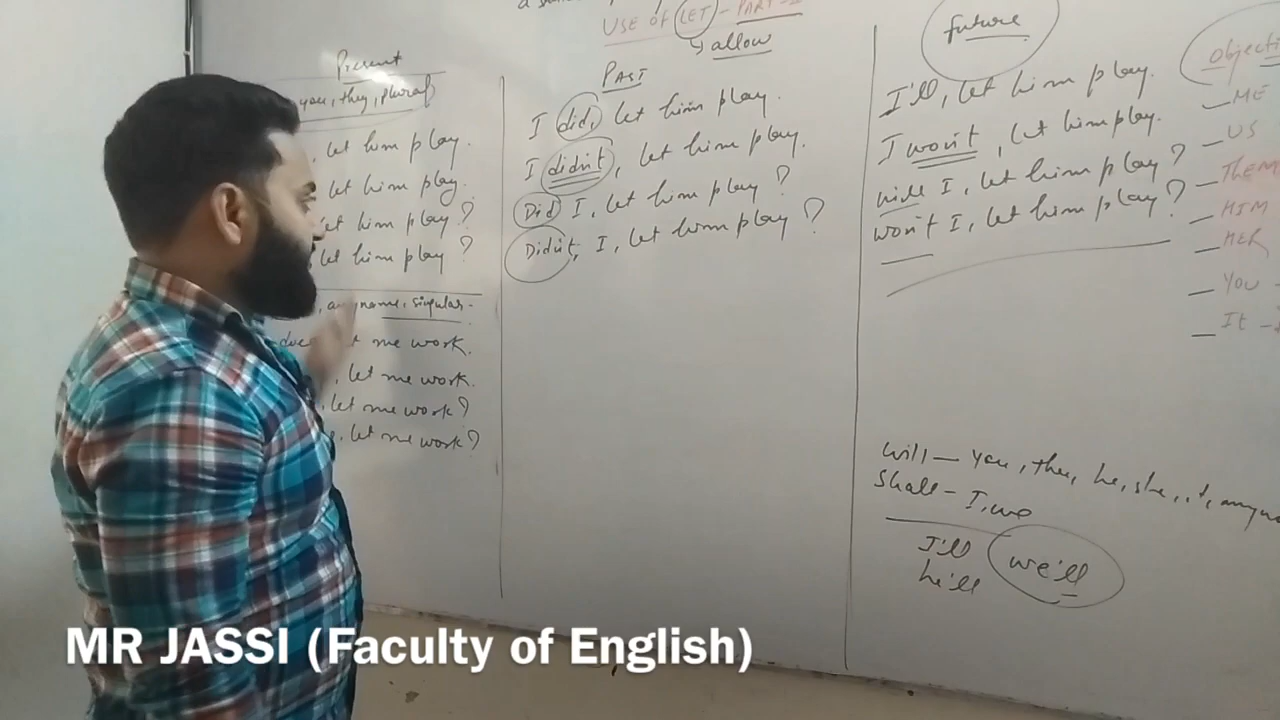 USE OF LET - PART-I
↳ allow
Present
you, they, plural
, let him play.
let him play.
let him play?
let him play?
name, singular.
me work.
, let me work.
, let me work?
, let me work?
PAST
I did, let him play.
I didn't, let him play.
Did I, let him play?
Didn't, I, let him play?
future
I'll, let him play.
I won't, let him play.
will I, let him play?
won't I, let him play?
Objecti
ME
US
THEM
HIM
HER
YOU -
It -
will — you, they, he, she,
shall - I, we
I'll
he'll
we'll
MR JASSI (Faculty of English)